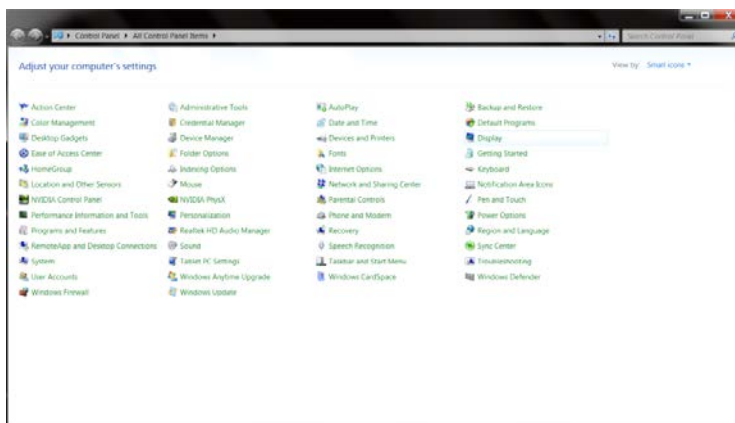 Control Panel All Control Panel Items
Search Control Panel
Adjust your computer's settings
View by: Small icons
Action Center Administrative Tools AutoPlay Backup and Restore
Color Management Credential Manager Date and Time Default Programs
Desktop Gadgets Device Manager Devices and Printers Display
Ease of Access Center Folder Options Fonts Getting Started
HomeGroup Indexing Options Internet Options Keyboard
Location and Other Sensors Mouse Network and Sharing Center Notification Area Icons
NVIDIA Control Panel NVIDIA PhysX Parental Controls Pen and Touch
Performance Information and Tools Personalization Phone and Modem Power Options
Programs and Features Realtek HD Audio Manager Recovery Region and Language
RemoteApp and Desktop Connections Sound Speech Recognition Sync Center
System Tablet PC Settings Taskbar and Start Menu Troubleshooting
User Accounts Windows Anytime Upgrade Windows CardSpace Windows Defender
Windows Firewall Windows Update